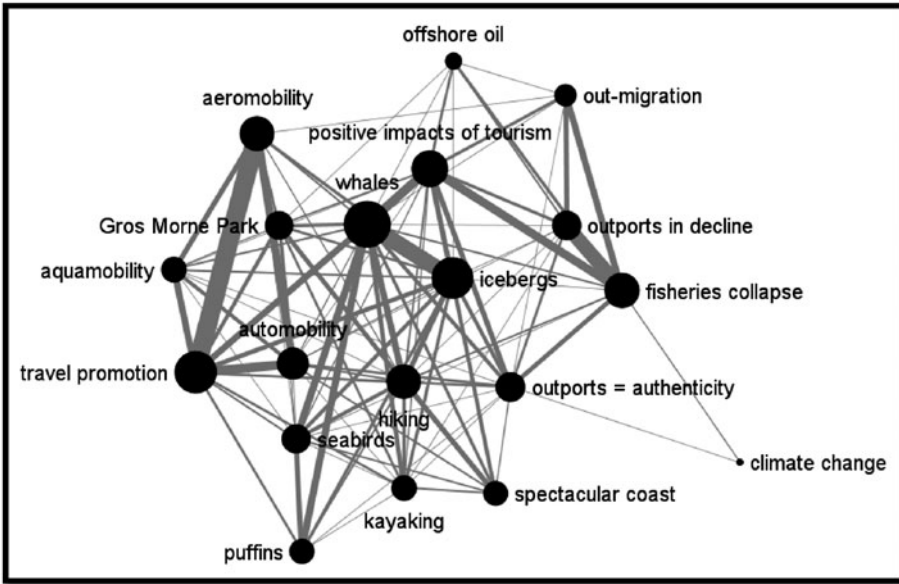 offshore oil
aeromobility
out-migration
positive impacts of tourism
whales
Gros Morne Park
outports in decline
aquamobility
icebergs
fisheries collapse
automobility
travel promotion
outports = authenticity
hiking
seabirds
climate change
spectacular coast
kayaking
puffins